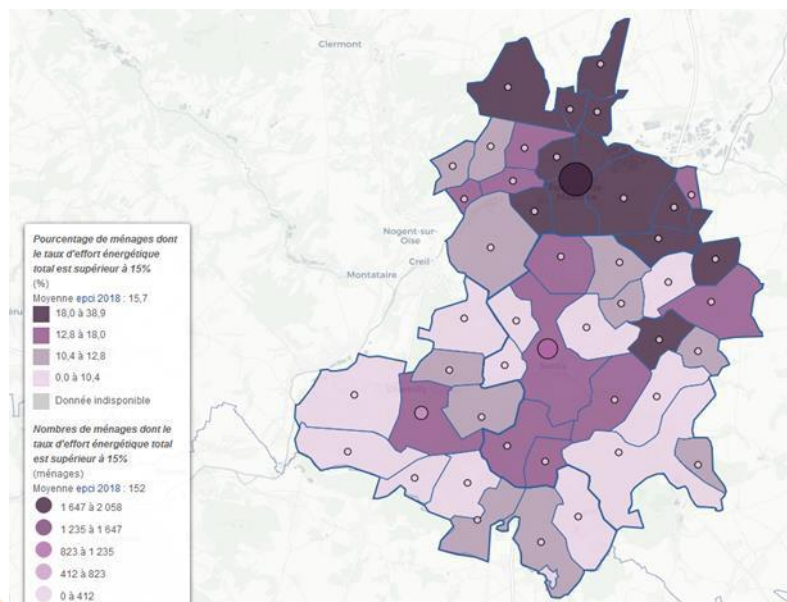 Clermont
Nogent-sur-
Oise
Creil
Montataire
Pourcentage de ménages dont
le taux d'effort énergétique
total est supérieur à 15%
(%)
Moyenne epci 2018 : 15,7
18,0 à 38,9
12,8 à 18,0
10,4 à 12,8
0,0 à 10,4
Donnée indisponible
Nombres de ménages dont le
taux d'effort énergétique total
est supérieur à 15%
(ménages)
Moyenne epci 2018 : 152
1 647 à 2 058
1 235 à 1 647
823 à 1 235
412 à 823
0 à 412